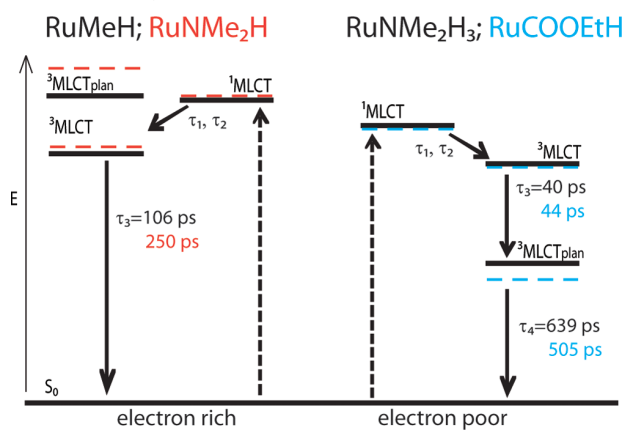 RuMeH; RuNMe₂H
RuNMe₂H₃; RuCOOEtH
E
³MLCTplan
¹MLCT
³MLCT
τ₁, τ₂
τ₃=106 ps
250 ps
S₀
electron rich
¹MLCT
τ₁, τ₂
³MLCT
τ₃=40 ps
44 ps
³MLCTplan
τ₄=639 ps
505 ps
electron poor